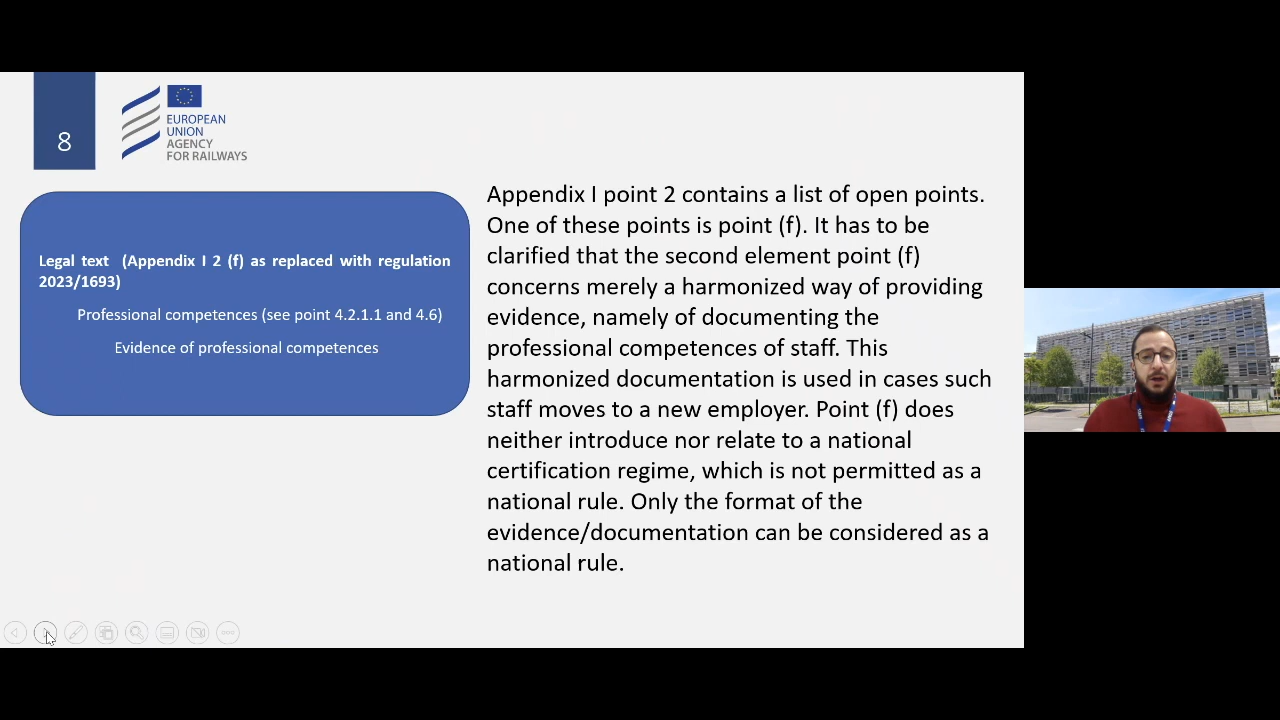 8
EUROPEAN
UNION
AGENCY
FOR RAILWAYS
Legal text (Appendix I 2 (f) as replaced with regulation
2023/1693)
Professional competences (see point 4.2.1.1 and 4.6)
Evidence of professional competences
Appendix I point 2 contains a list of open points.
One of these points is point (f). It has to be
clarified that the second element point (f)
concerns merely a harmonized way of providing
evidence, namely of documenting the
professional competences of staff. This
harmonized documentation is used in cases such
staff moves to a new employer. Point (f) does
neither introduce nor relate to a national
certification regime, which is not permitted as a
national rule. Only the format of the
evidence/documentation can be considered as a
national rule.